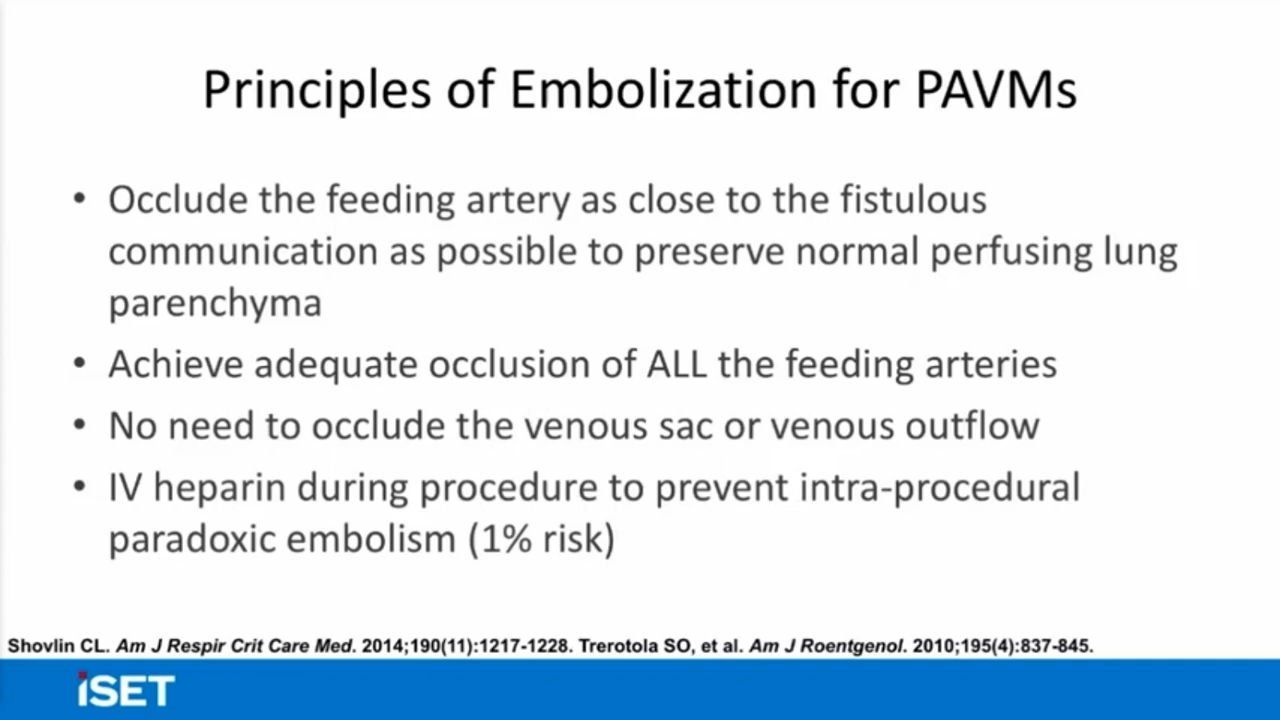 Principles of Embolization for PAVMs
• Occlude the feeding artery as close to the fistulous
communication as possible to preserve normal perfusing lung
parenchyma
• Achieve adequate occlusion of ALL the feeding arteries
• No need to occlude the venous sac or venous outflow
• IV heparin during procedure to prevent intra-procedural
paradoxic embolism (1% risk)
Shovlin CL. Am J Respir Crit Care Med. 2014;190(11):1217-1228. Trerotola SO, et al. Am J Roentgenol. 2010;195(4):837-845.
iSET